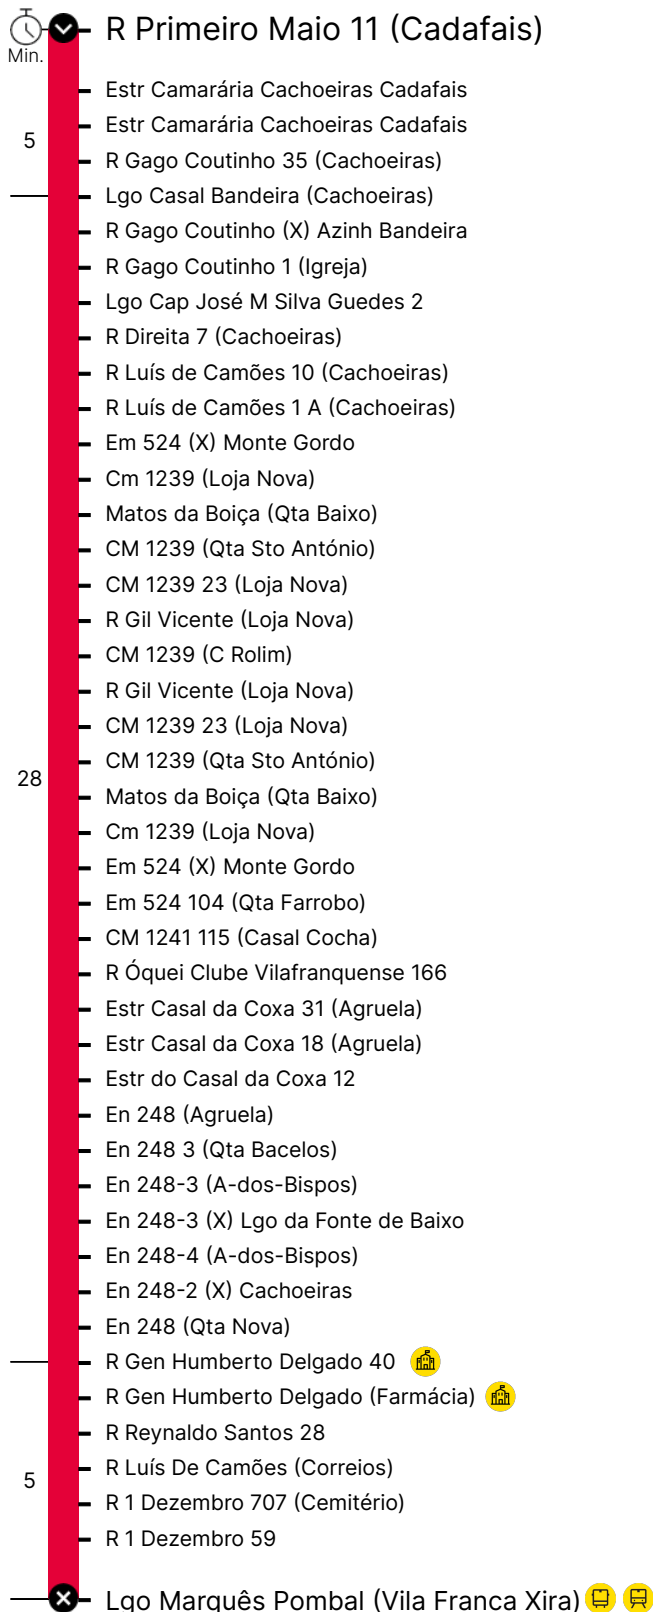 R Primeiro Maio 11 (Cadafais)
Min.
Estr Camarária Cachoeiras Cadafais
Estr Camarária Cachoeiras Cadafais
5
R Gago Coutinho 35 (Cachoeiras)
Lgo Casal Bandeira (Cachoeiras)
R Gago Coutinho (X) Azinh Bandeira
R Gago Coutinho 1 (Igreja)
Lgo Cap José M Silva Guedes 2
R Direita 7 (Cachoeiras)
R Luís de Camões 10 (Cachoeiras)
R Luís de Camões 1 A (Cachoeiras)
Em 524 (X) Monte Gordo
Cm 1239 (Loja Nova)
Matos da Boiça (Qta Baixo)
CM 1239 (Qta Sto António)
CM 1239 23 (Loja Nova)
R Gil Vicente (Loja Nova)
CM 1239 (C Rolim)
R Gil Vicente (Loja Nova)
CM 1239 23 (Loja Nova)
CM 1239 (Qta Sto António)
28
Matos da Boiça (Qta Baixo)
Cm 1239 (Loja Nova)
Em 524 (X) Monte Gordo
Em 524 104 (Qta Farrobo)
CM 1241 115 (Casal Cocha)
R Óquei Clube Vilafranquense 166
Estr Casal da Coxa 31 (Agruela)
Estr Casal da Coxa 18 (Agruela)
Estr do Casal da Coxa 12
En 248 (Agruela)
En 248 3 (Qta Bacelos)
En 248-3 (A-dos-Bispos)
En 248-3 (X) Lgo da Fonte de Baixo
En 248-4 (A-dos-Bispos)
En 248-2 (X) Cachoeiras
En 248 (Qta Nova)
R Gen Humberto Delgado 40
R Gen Humberto Delgado (Farmácia)
R Reynaldo Santos 28
R Luís De Camões (Correios)
5
R 1 Dezembro 707 (Cemitério)
R 1 Dezembro 59
Lgo Marquês Pombal (Vila Franca Xira)